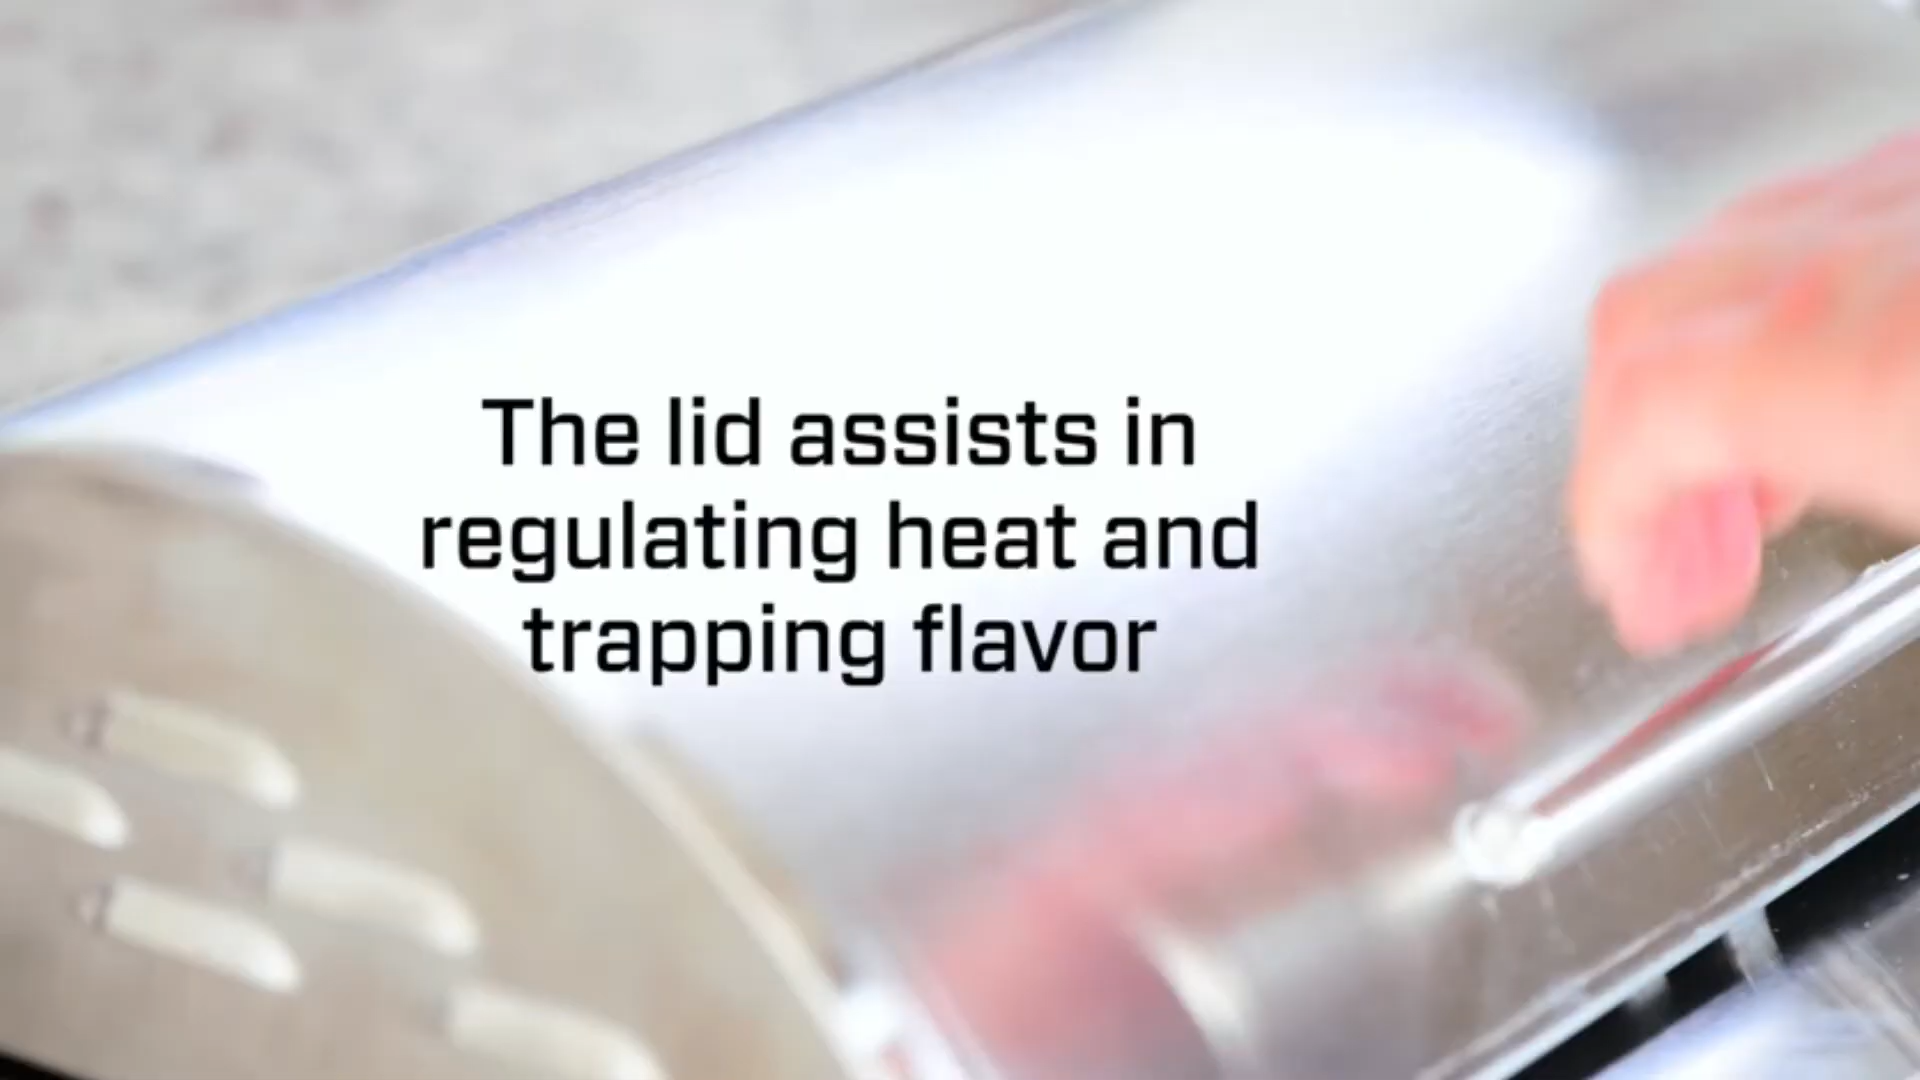 The lid assists in
regulating heat and
trapping flavor